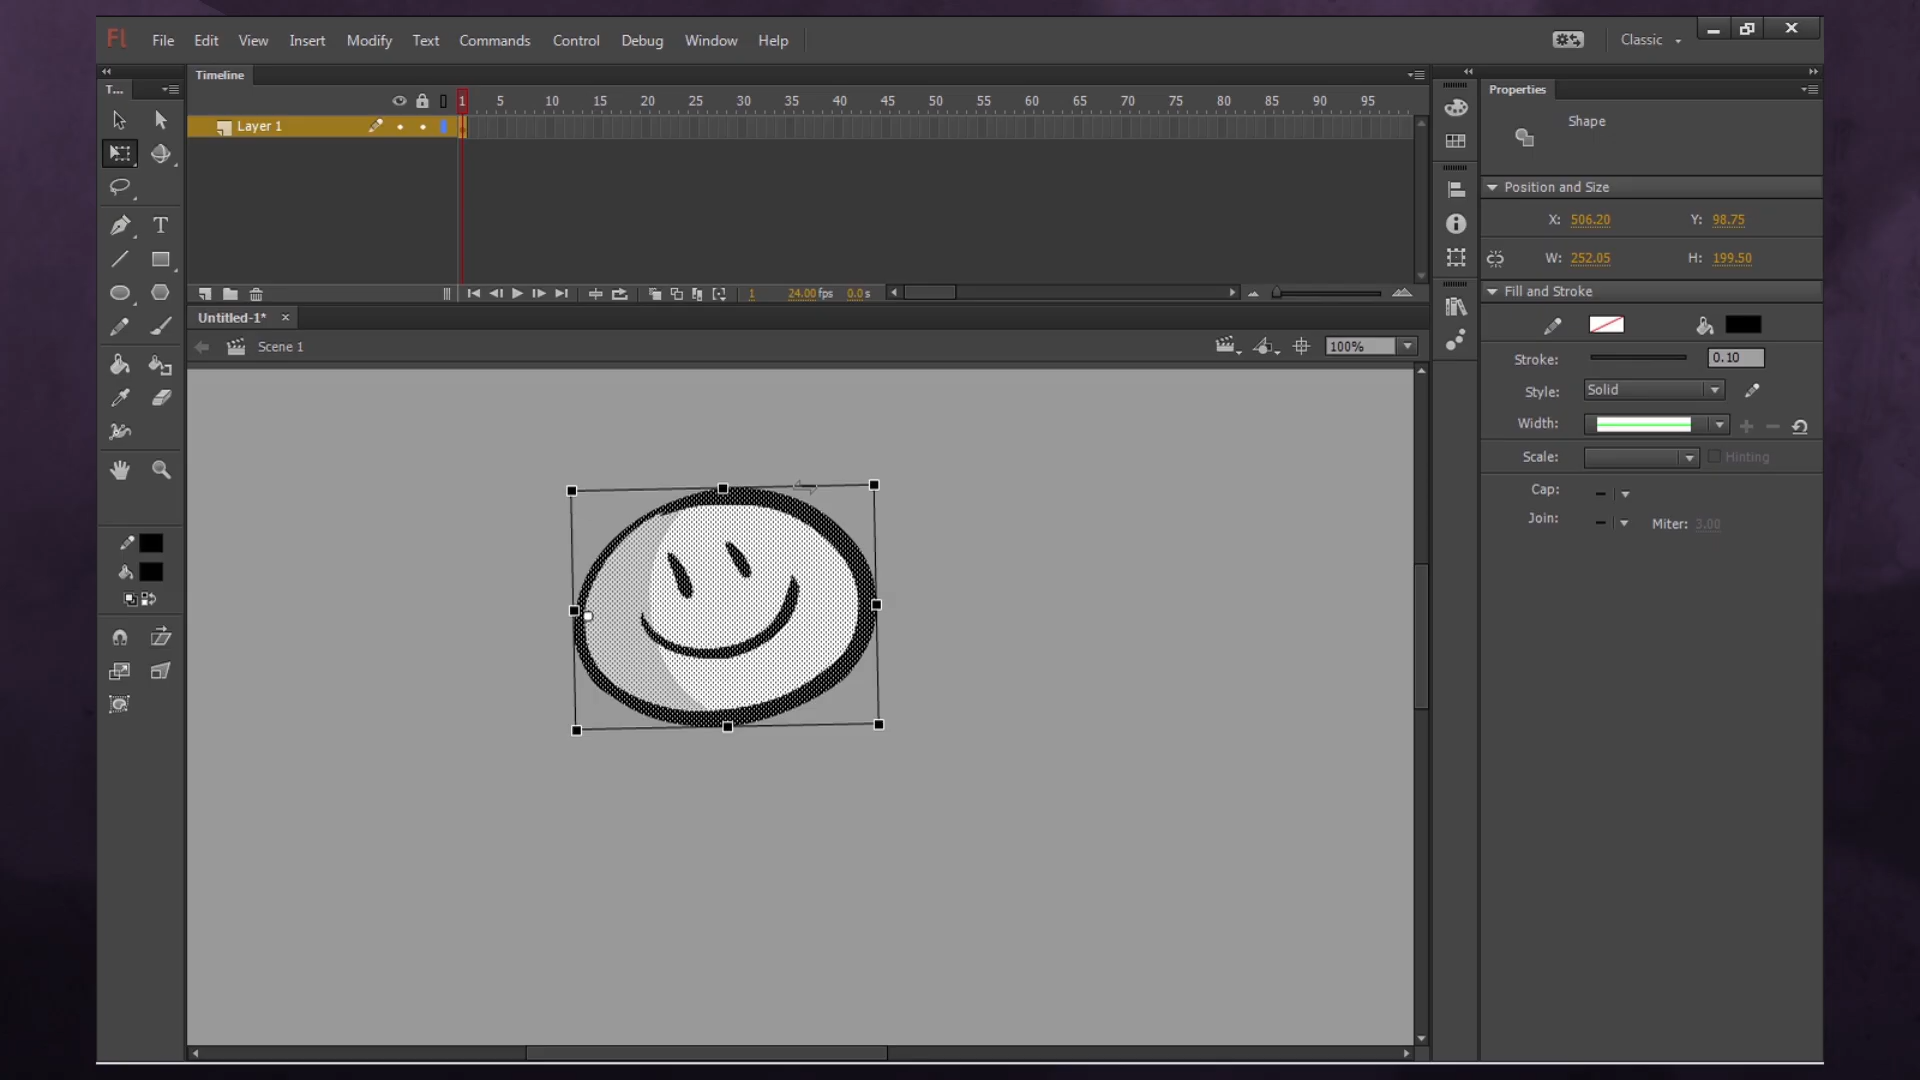 Fl File Edit View Insert Modify Text Commands Control Debug Window Help Classic
Timeline
T... Properties
1 5 10 15 20 25 30 35 40 45 50 55 60 65 70 75 80 85 90 95
Layer 1
Shape
Position and Size
X: 506.20 Y: 98.75
W: 252.05 H: 199.50
1 24.00 fps 0.0 s
Fill and Stroke
Untitled-1* ×
Scene 1 100%
Stroke: 0.10
Style: Solid
Width:
Scale: Hinting
Cap:
Join: Miter: 3.00